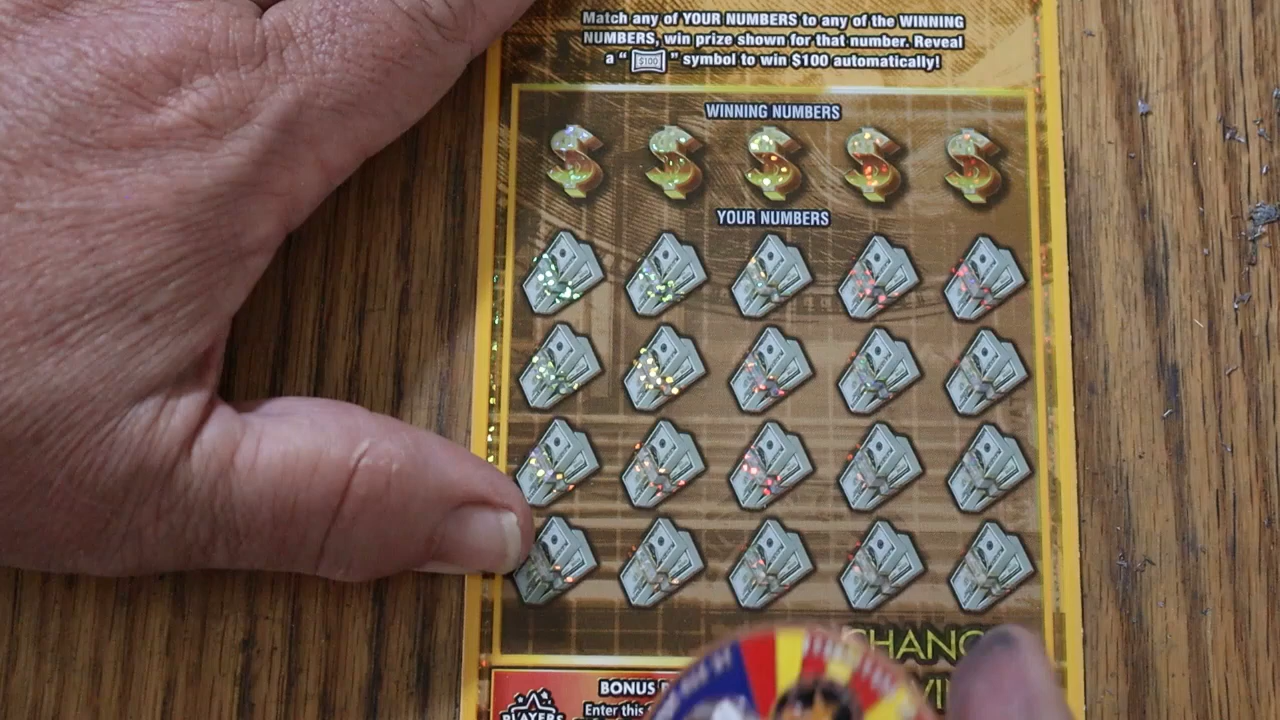 Match any of YOUR NUMBERS to any of the WINNING
NUMBERS, win prize shown for that number. Reveal
a " $100 " symbol to win $100 automatically!
WINNING NUMBERS
$ $ $ $ $
YOUR NUMBERS
BONUS
Enter this
PLAYERS